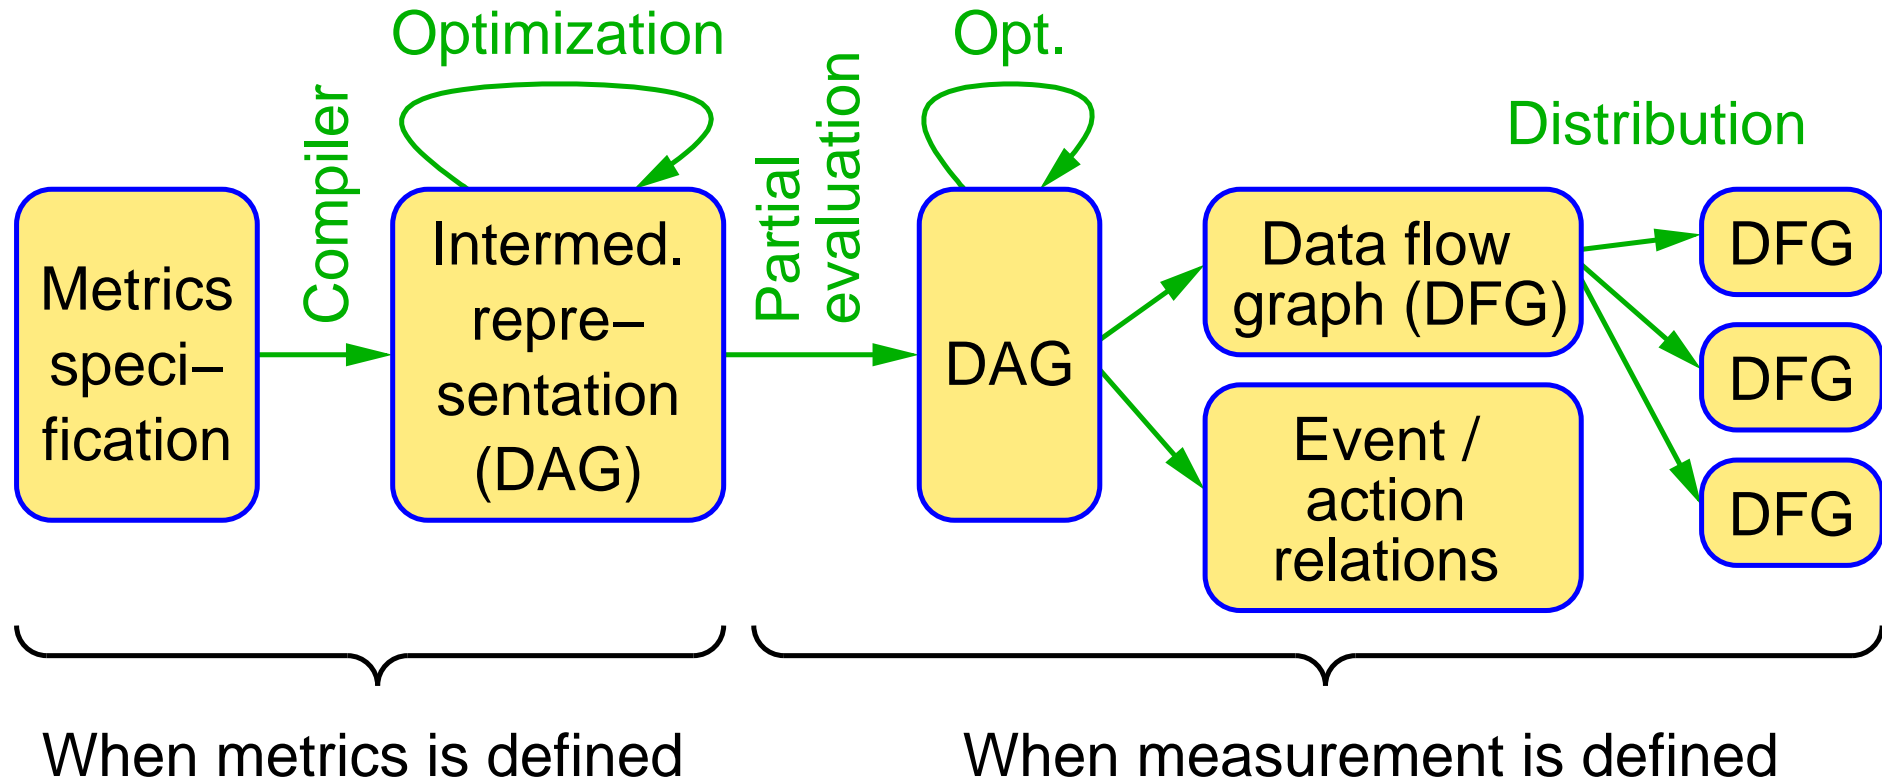 Optimization
Opt.
Compiler
Partial
evaluation
Distribution
Metrics
speci–
fication
Intermed.
repre–
sentation
(DAG)
DAG
Data flow
graph (DFG)
Event /
action
relations
DFG
DFG
DFG
When metrics is defined
When measurement is defined